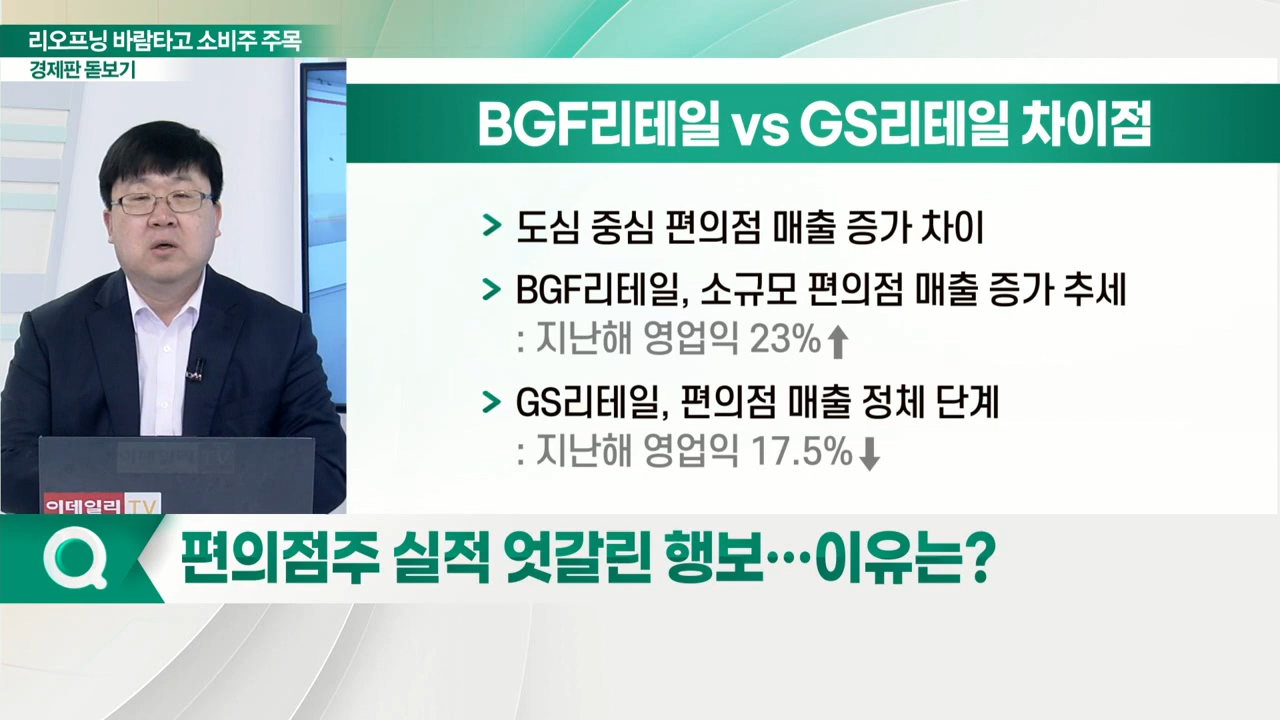 리오프닝 바람타고 소비주 주목
경제판 돋보기
BGF리테일 vs GS리테일 차이점
> 도심 중심 편의점 매출 증가 차이
> BGF리테일, 소규모 편의점 매출 증가 추세
: 지난해 영업익 23%⬆
> GS리테일, 편의점 매출 정체 단계
: 지난해 영업익 17.5%⬇
이데일리TV
Q 편의점주 실적 엇갈린 행보…이유는?